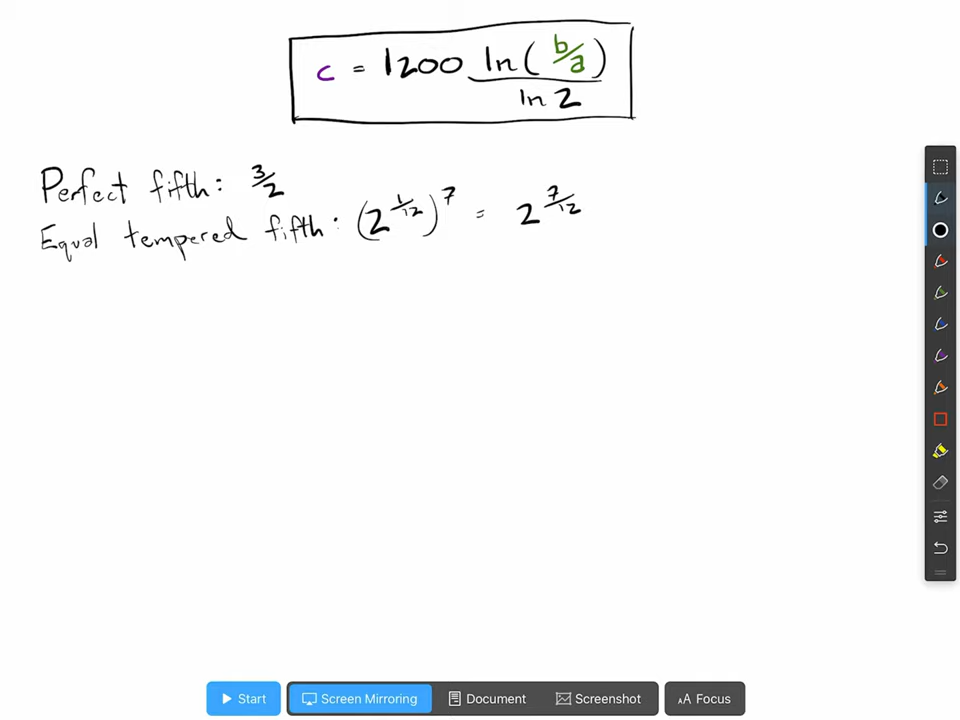 c = 1200 ln(b/a) / ln 2
Perfect fifth: 3/2
Equal tempered fifth: (2^{1/12})^7 = 2^{7/12}
Start Screen Mirroring Document Screenshot AA Focus